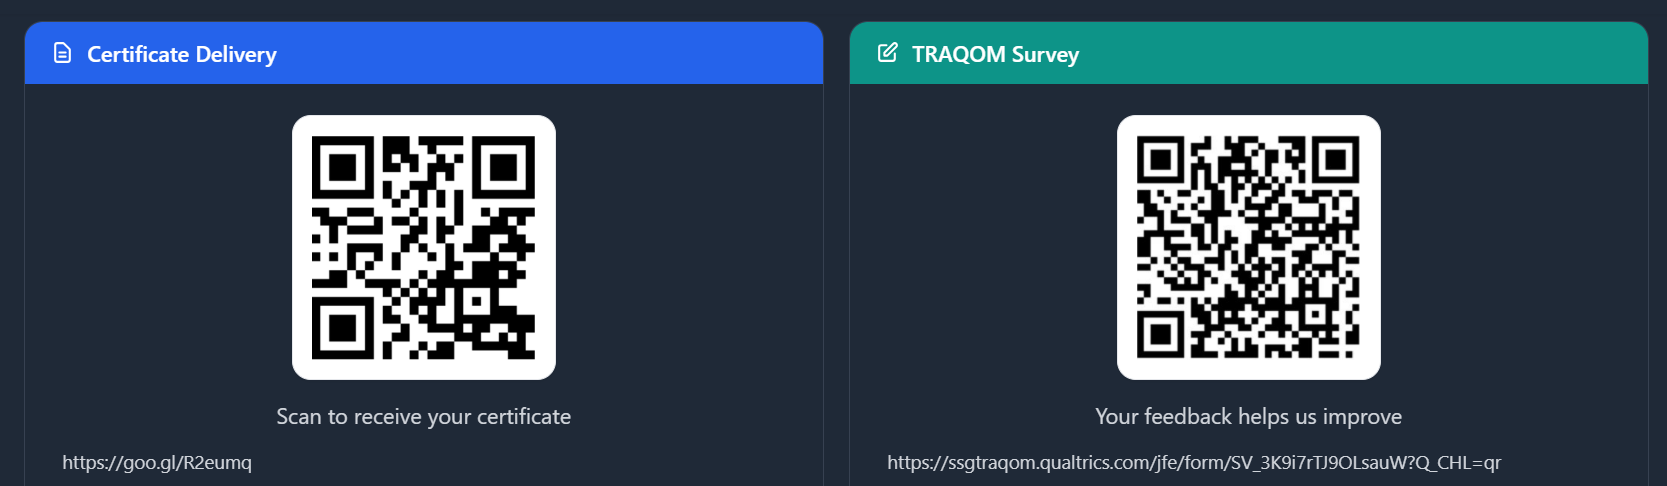 Certificate Delivery
Scan to receive your certificate
https://goo.gl/R2eumq
TRAQOM Survey
Your feedback helps us improve
https://ssgtraqom.qualtrics.com/jfe/form/SV_3K9i7rTJ9OLsauW?Q_CHL=qr